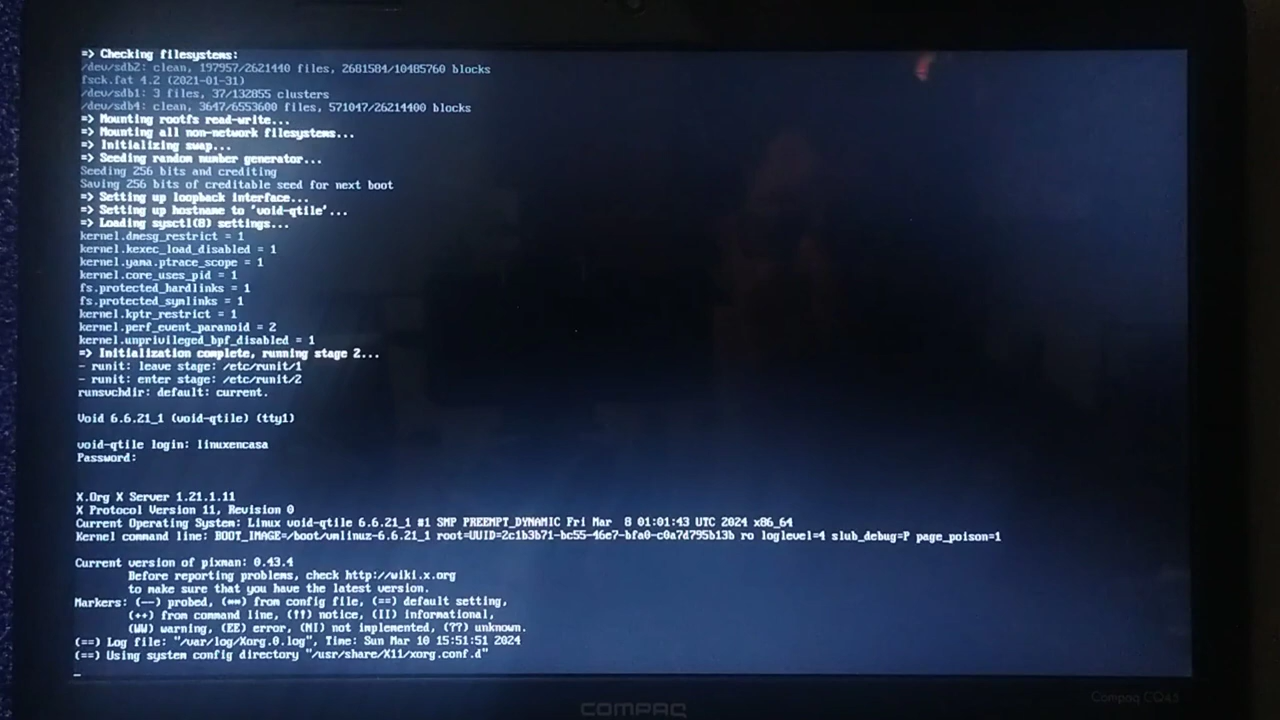 => Checking filesystems:
/dev/sdb2: clean, 197957/2621440 files, 2681584/10485760 blocks
fsck.fat 4.2 (2021-01-31)
/dev/sdb1: 3 files, 37/132855 clusters
/dev/sdb4: clean, 3647/6553600 files, 571047/26214400 blocks
=> Mounting rootfs read-write...
=> Mounting all non-network filesystems...
=> Initializing swap...
=> Seeding random number generator...
Seeding 256 bits and crediting
Saving 256 bits of creditable seed for next boot
=> Setting up loopback interface...
=> Setting up hostname to 'void-qtile'...
=> Loading sysctl(8) settings...
kernel.dmesg_restrict = 1
kernel.kexec_load_disabled = 1
kernel.yama.ptrace_scope = 1
kernel.core_uses_pid = 1
fs.protected_hardlinks = 1
fs.protected_symlinks = 1
kernel.kptr_restrict = 1
kernel.perf_event_paranoid = 2
kernel.unprivileged_bpf_disabled = 1
=> Initialization complete, running stage 2...
- runit: leave stage: /etc/runit/1
- runit: enter stage: /etc/runit/2
runsvchdir: default: current.
Void 6.6.21_1 (void-qtile) (tty1)
void-qtile login: linuxencasa
Password:
X.Org X Server 1.21.1.11
X Protocol Version 11, Revision 0
Current Operating System: Linux void-qtile 6.6.21_1 #1 SMP PREEMPT_DYNAMIC Fri Mar  8 01:01:43 UTC 2024 x86_64
Kernel command line: BOOT_IMAGE=/boot/vmlinuz-6.6.21_1 root=UUID=2c1b3b71-bc55-46e7-bfa0-c0a7d795b13b ro loglevel=4 slub_debug=P page_poison=1
Current version of pixman: 0.43.4
Before reporting problems, check http://wiki.x.org
to make sure that you have the latest version.
Markers: (--) probed, (**) from config file, (==) default setting,
(++) from command line, (!!) notice, (II) informational,
(WW) warning, (EE) error, (NI) not implemented, (??) unknown.
(==) Log file: "/var/log/Xorg.0.log", Time: Sun Mar 10 15:51:51 2024
(==) Using system config directory "/usr/share/X11/xorg.conf.d"
Compaq CQ45
COMPAQ